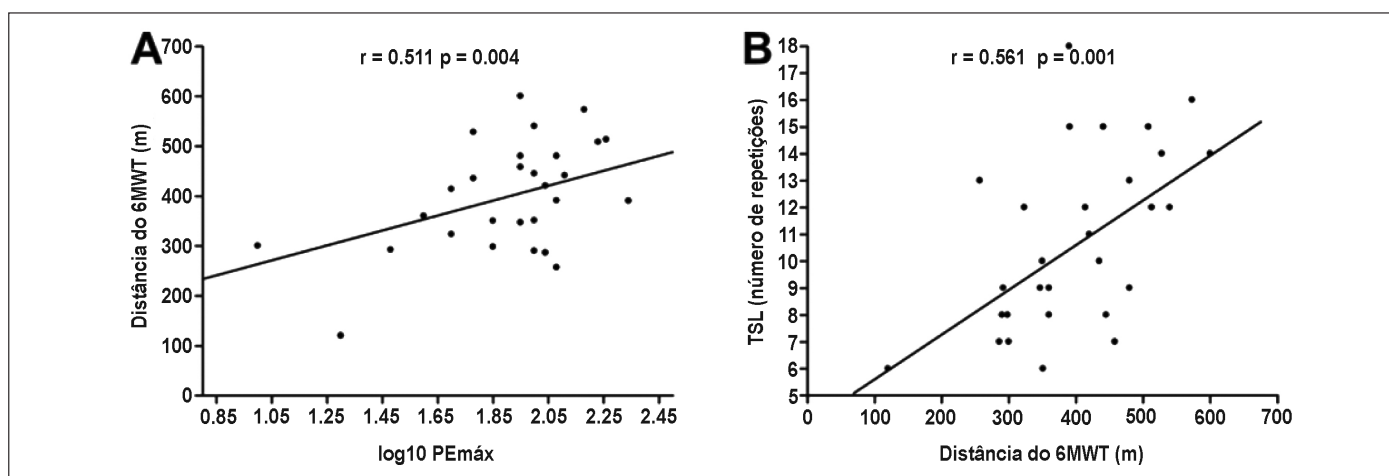 A
r = 0.511 p = 0.004
Distância do 6MWT (m)
700
600
500
400
300
200
100
0
0.85 1.05 1.25 1.45 1.65 1.85 2.05 2.25 2.45
log10 PEmáx
B
r = 0.561 p = 0.001
TSL (número de repetições)
18
17
16
15
14
13
12
11
10
9
8
7
6
5
0 100 200 300 400 500 600 700
Distância do 6MWT (m)